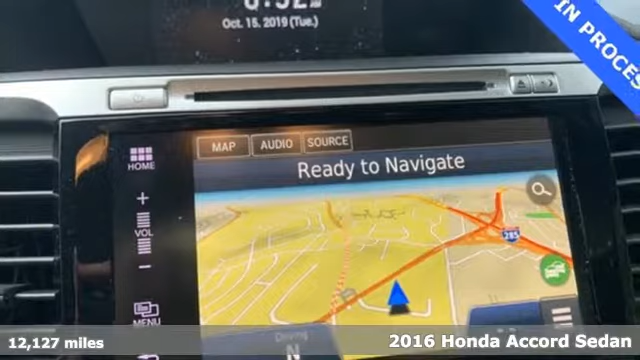 Oct. 15, 2019 (Tue.)
IN PROCESS
MAP AUDIO SOURCE
HOME
Ready to Navigate
VOL
285
MENU
N
12,127 miles
2016 Honda Accord Sedan